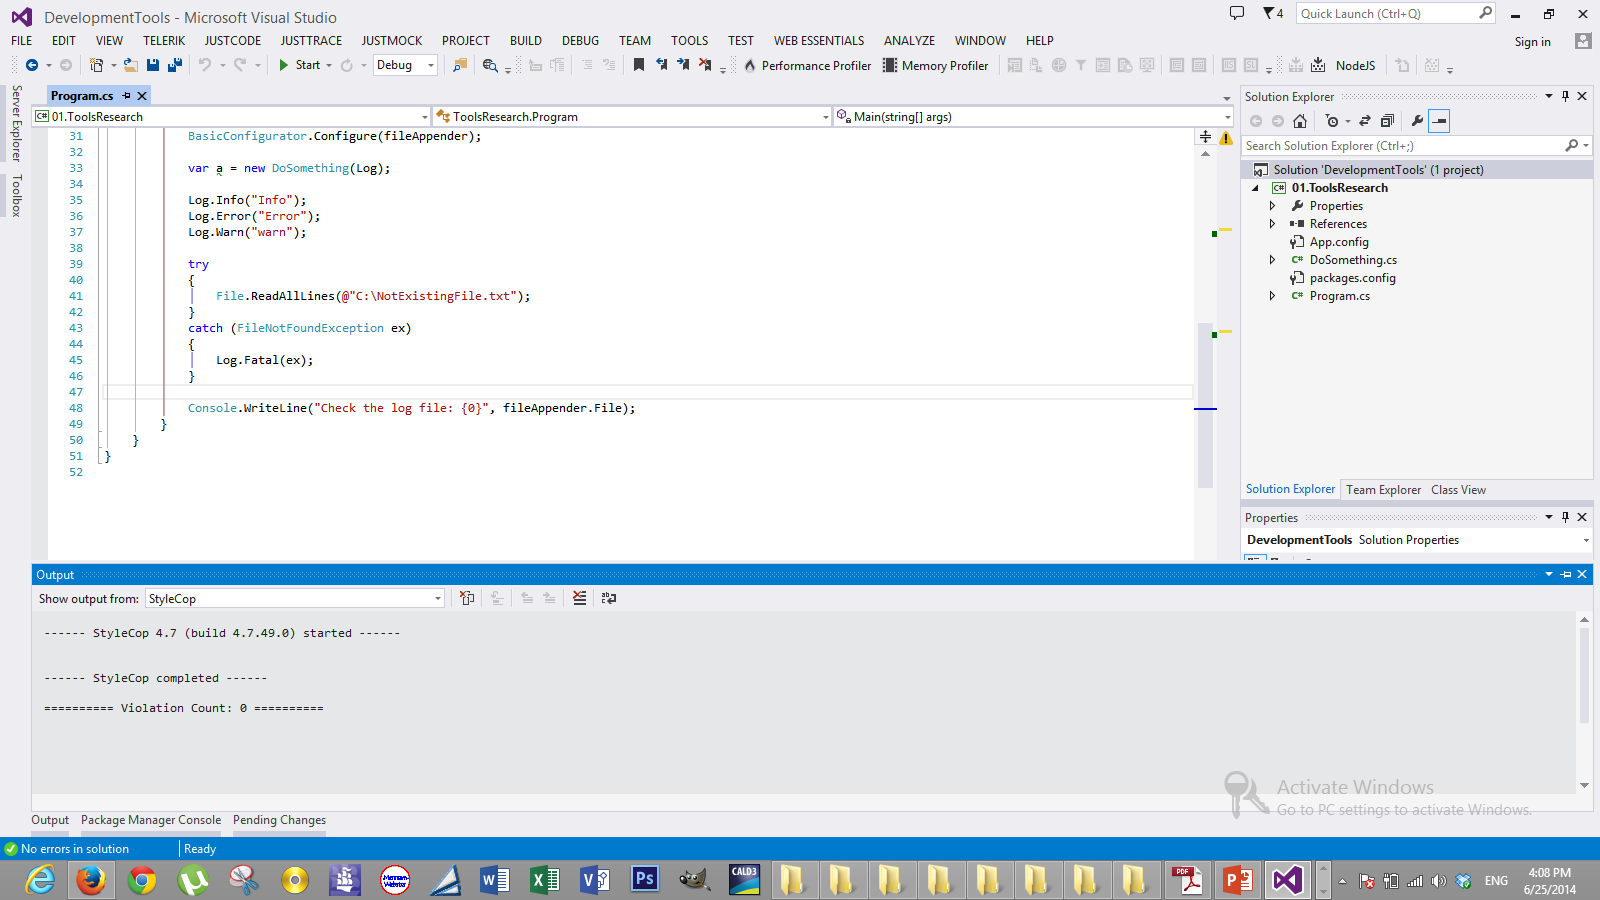 DevelopmentTools - Microsoft Visual Studio
4
Quick Launch (Ctrl+Q)
FILE EDIT VIEW TELERIK JUSTCODE JUSTTRACE JUSTMOCK PROJECT BUILD DEBUG TEAM TOOLS TEST WEB ESSENTIALS ANALYZE WINDOW HELP
Sign in
Start Debug Performance Profiler Memory Profiler NodeJS
Server Explorer
Toolbox
Program.cs
01.ToolsResearch ToolsResearch.Program Main(string[] args)
31 BasicConfigurator.Configure(fileAppender);
32
33 var a = new DoSomething(Log);
34
35 Log.Info("Info");
36 Log.Error("Error");
37 Log.Warn("warn");
38
39 try
40 {
41 File.ReadAllLines(@"C:\NotExistingFile.txt");
42 }
43 catch (FileNotFoundException ex)
44 {
45 Log.Fatal(ex);
46 }
47
48 Console.WriteLine("Check the log file: {0}", fileAppender.File);
49 }
50 }
51 }
52
Solution Explorer
Search Solution Explorer (Ctrl+;)
Solution 'DevelopmentTools' (1 project)
C# 01.ToolsResearch
Properties
References
App.config
C# DoSomething.cs
packages.config
C# Program.cs
Solution Explorer Team Explorer Class View
Properties
DevelopmentTools Solution Properties
Output
Show output from: StyleCop
------ StyleCop 4.7 (build 4.7.49.0) started ------
------ StyleCop completed ------
========== Violation Count: 0 ==========
Activate Windows
Go to PC settings to activate Windows.
Output Package Manager Console Pending Changes
No errors in solution Ready
Merriam-Webster
CALD3
Ps
PDF
ENG
4:08 PM
6/25/2014